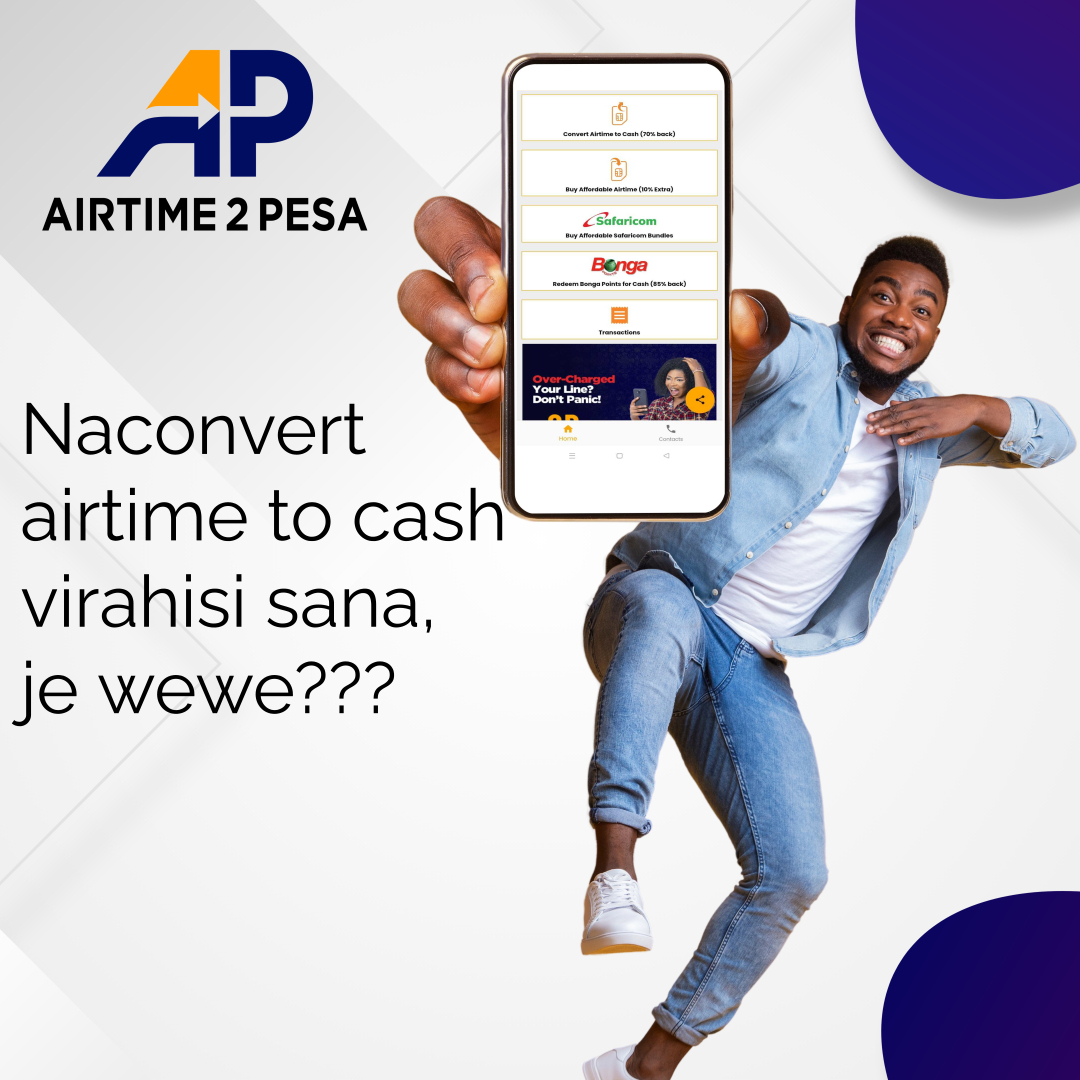 AP
AIRTIME 2 PESA
Convert Airtime to Cash (70% back)
Buy Affordable Airtime (10% Extra)
Safaricom
Buy Affordable Safaricom Bundles
Bonga
Redeem Bonga Points for Cash (85% back)
Transactions
Over-Charged
Your Line?
Don't Panic!
Home
Contacts
Naconvert
airtime to cash
virahisi sana,
je wewe???